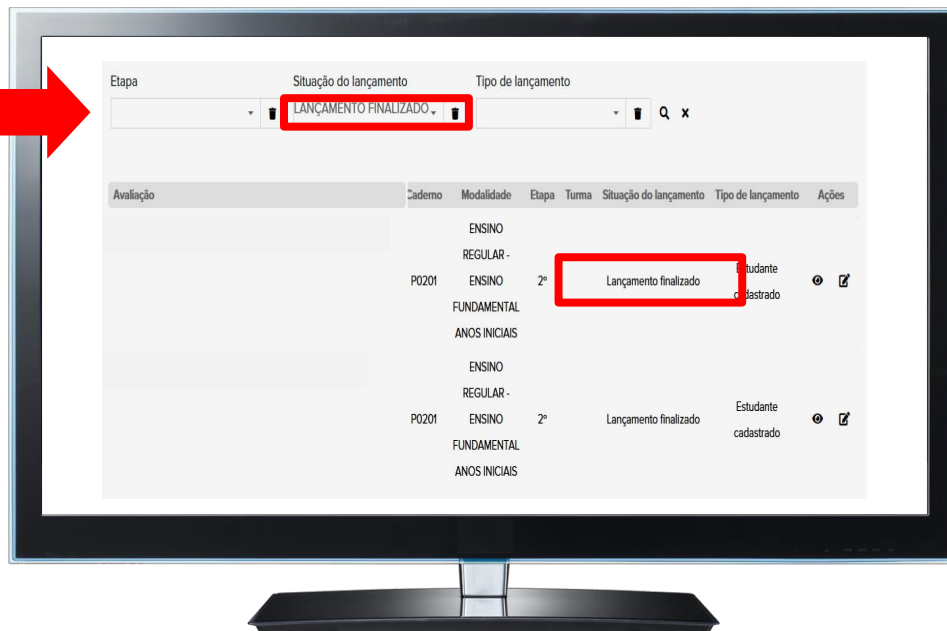 Etapa Situação do lançamento Tipo de lançamento
LANÇAMENTO FINALIZADO
Avaliação Caderno Modalidade Etapa Turma Situação do lançamento Tipo de lançamento Ações
ENSINO
REGULAR -
P0201 ENSINO 2º Lançamento finalizado Estudante
FUNDAMENTAL cadastrado
ANOS INICIAIS
ENSINO
REGULAR -
P0201 ENSINO 2º Lançamento finalizado Estudante
FUNDAMENTAL cadastrado
ANOS INICIAIS